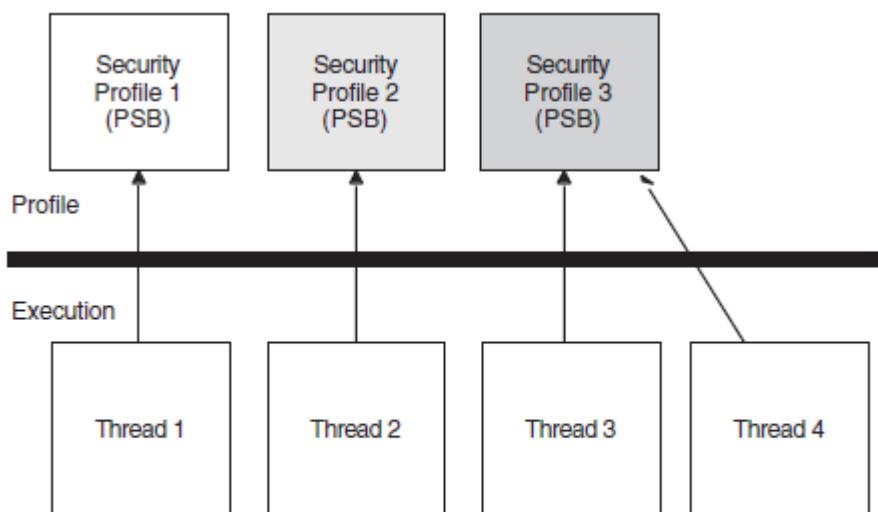 Security
Profile 1
(PSB)
Security
Profile 2
(PSB)
Security
Profile 3
(PSB)
Profile
Execution
Thread 1
Thread 2
Thread 3
Thread 4